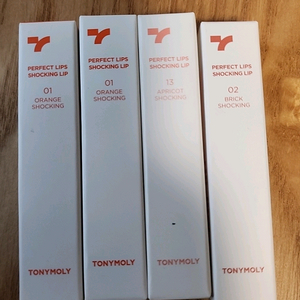 PERFECT LIPS
SHOCKING LIP
01
ORANGE
SHOCKING
TONYMOLY
PERFECT LIPS
SHOCKING LIP
01
ORANGE
SHOCKING
TONYMOLY
PERFECT LIPS
SHOCKING LIP
13
APRICOT
SHOCKING
TONYMOLY
PERFECT LIPS
SHOCKING LIP
02
BRICK
SHOCKING
TONYMOLY